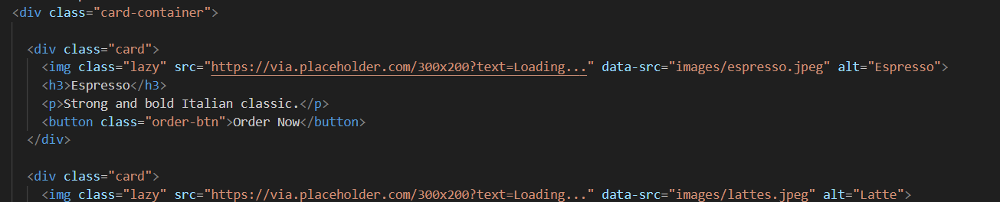 <div class="card-container">
<div class="card">
<img class="lazy" src="https://via.placeholder.com/300x200?text=Loading..." data-src="images/espresso.jpeg" alt="Espresso">
<h3>Espresso</h3>
<p>Strong and bold Italian classic.</p>
<button class="order-btn">Order Now</button>
</div>
<div class="card">
<img class="lazy" src="https://via.placeholder.com/300x200?text=Loading..." data-src="images/lattes.jpeg" alt="Latte">